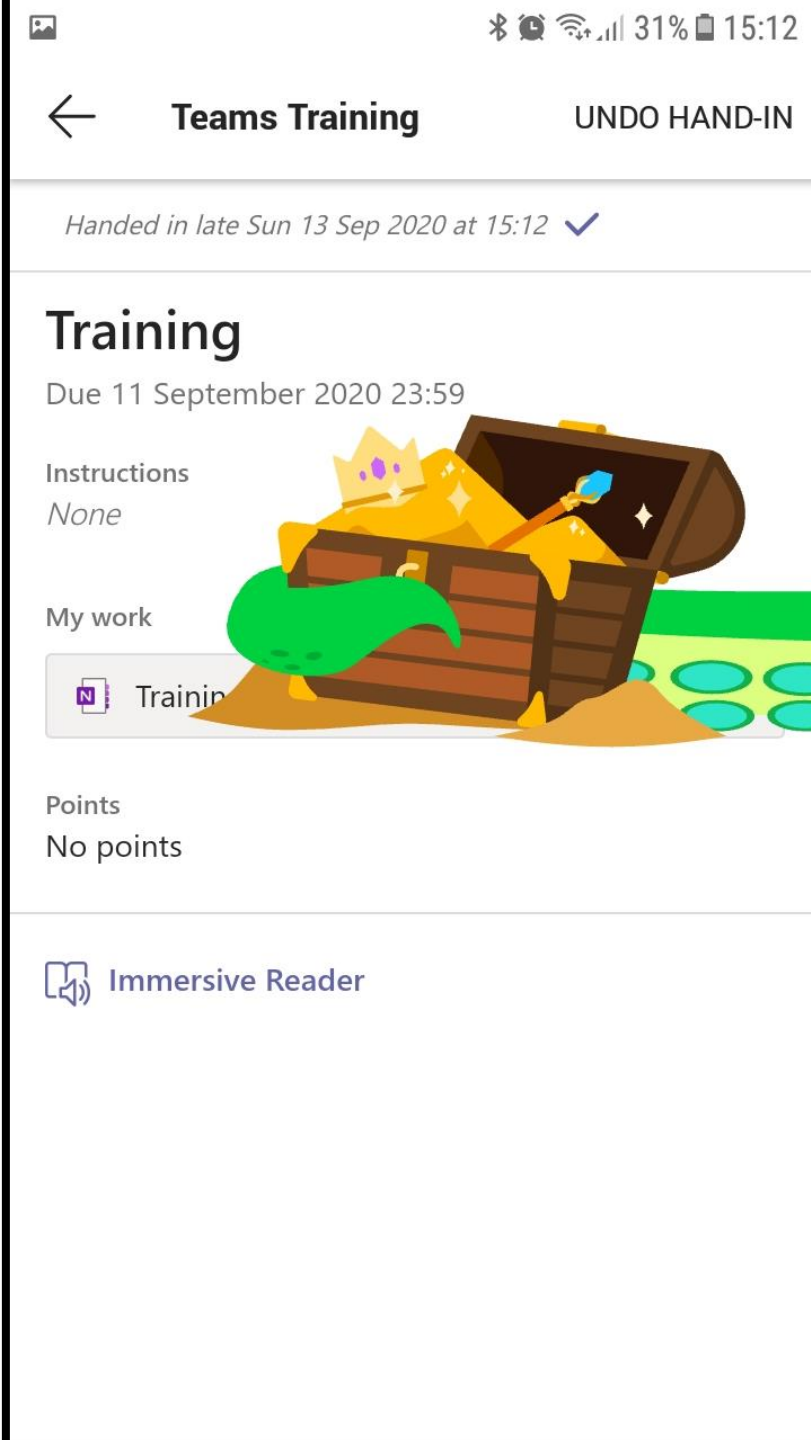 31% 15:12
Teams Training UNDO HAND-IN
Handed in late Sun 13 Sep 2020 at 15:12
Training
Due 11 September 2020 23:59
Instructions
None
My work
N
Points
No points
Immersive Reader